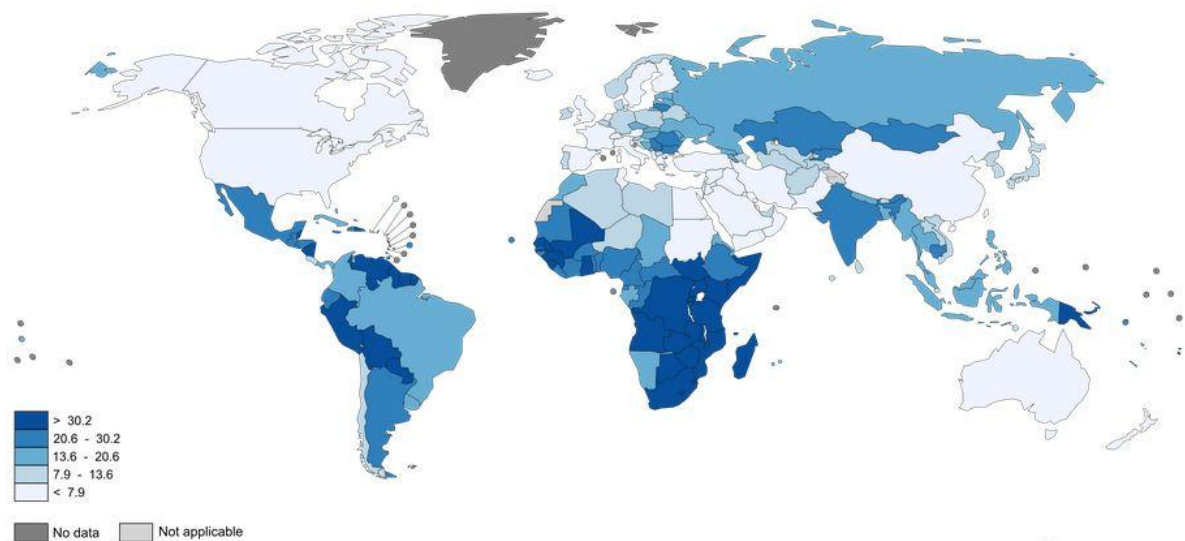 > 30.2
20.6 - 30.2
13.6 - 20.6
7.9 - 13.6
< 7.9
No data
Not applicable